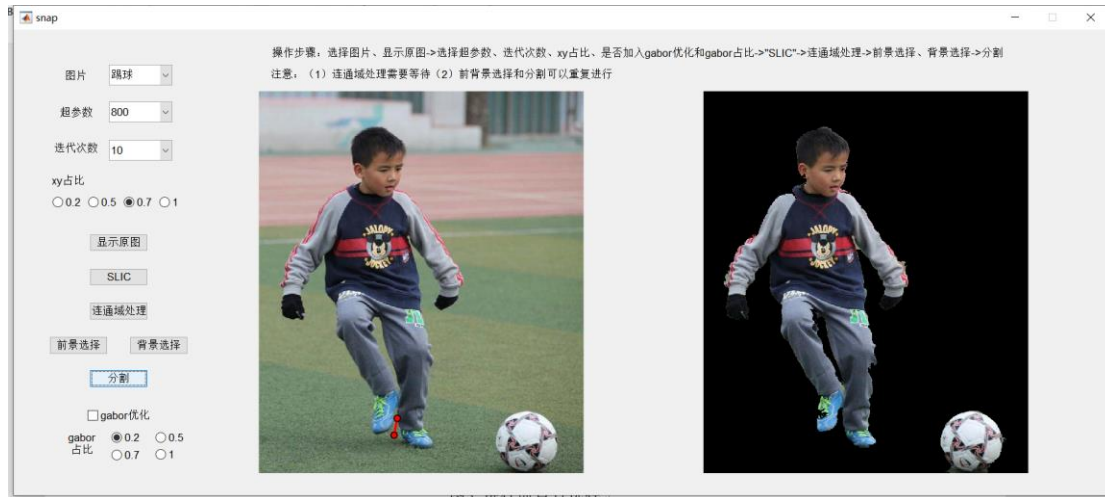 snap
操作步骤：选择图片、显示原图->选择超参数、迭代次数、xy占比、是否加入gabor优化和gabor占比->"SLIC"->连通域处理->前景选择、背景选择->分割
注意：（1）连通域处理需要等待（2）前背景选择和分割可以重复进行
图片 踢球
超参数 800
迭代次数 10
xy占比
0.2 0.5 0.7 1
显示原图
SLIC
连通域处理
前景选择 背景选择
分割
gabor优化
gabor 0.2 0.5
占比 0.7 1
JALOPY